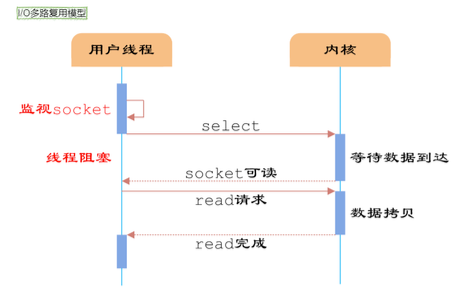 I/O多路复用模型
用户线程
内核
监视socket
select
线程阻塞
等待数据到达
socket可读
read请求
数据拷贝
read完成